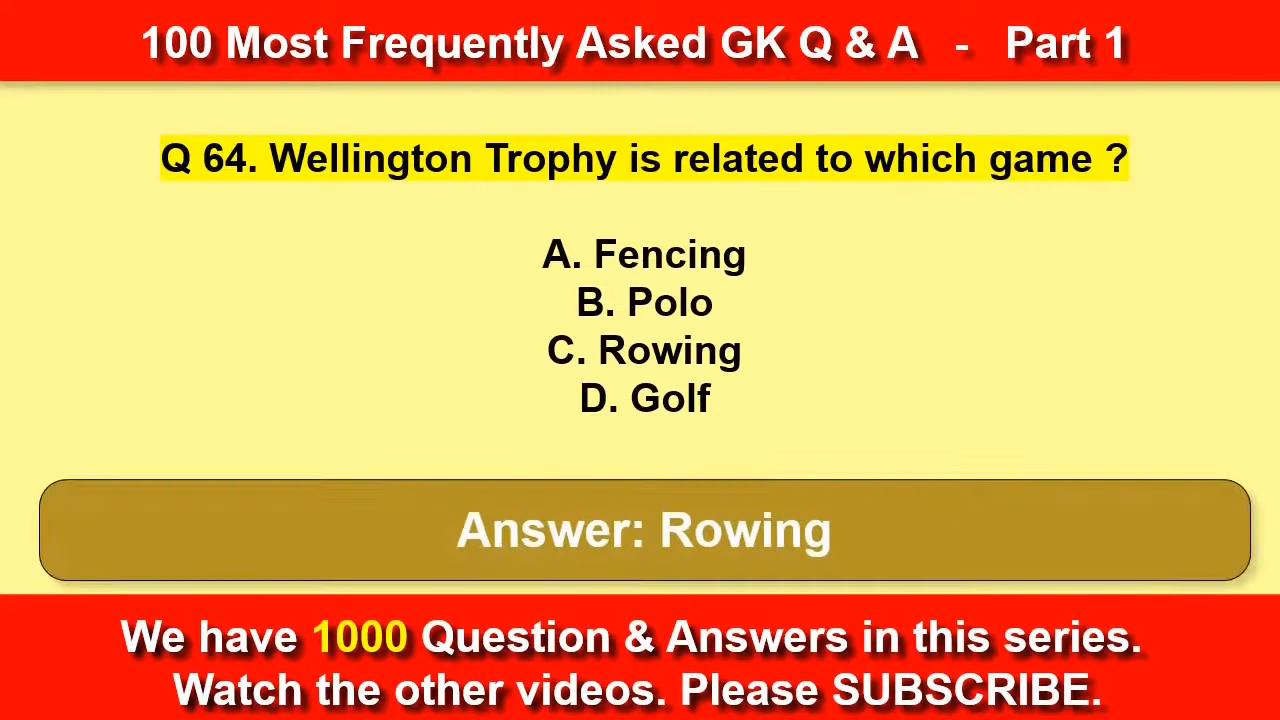 100 Most Frequently Asked GK Q & A - Part 1
Q 64. Wellington Trophy is related to which game ?
A. Fencing
B. Polo
C. Rowing
D. Golf
Answer: Rowing
We have 1000 Question & Answers in this series.
Watch the other videos. Please SUBSCRIBE.